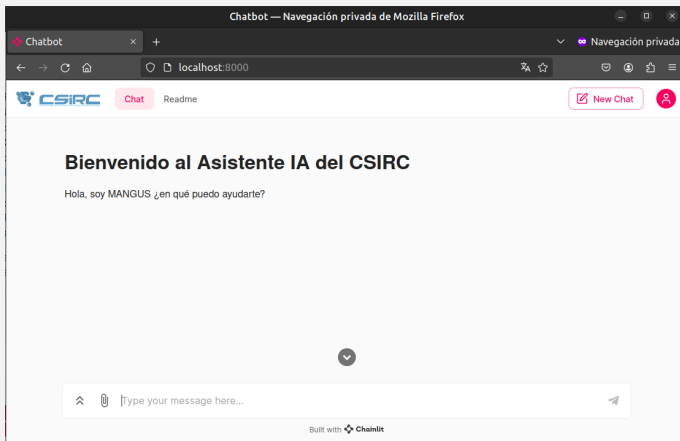 Chatbot — Navegación privada de Mozilla Firefox
Chatbot
Navegación privada
localhost:8000
CSIRC
Chat
Readme
New Chat
Bienvenido al Asistente IA del CSIRC
Hola, soy MANGUS ¿en qué puedo ayudarte?
Type your message here...
Built with Chainlit